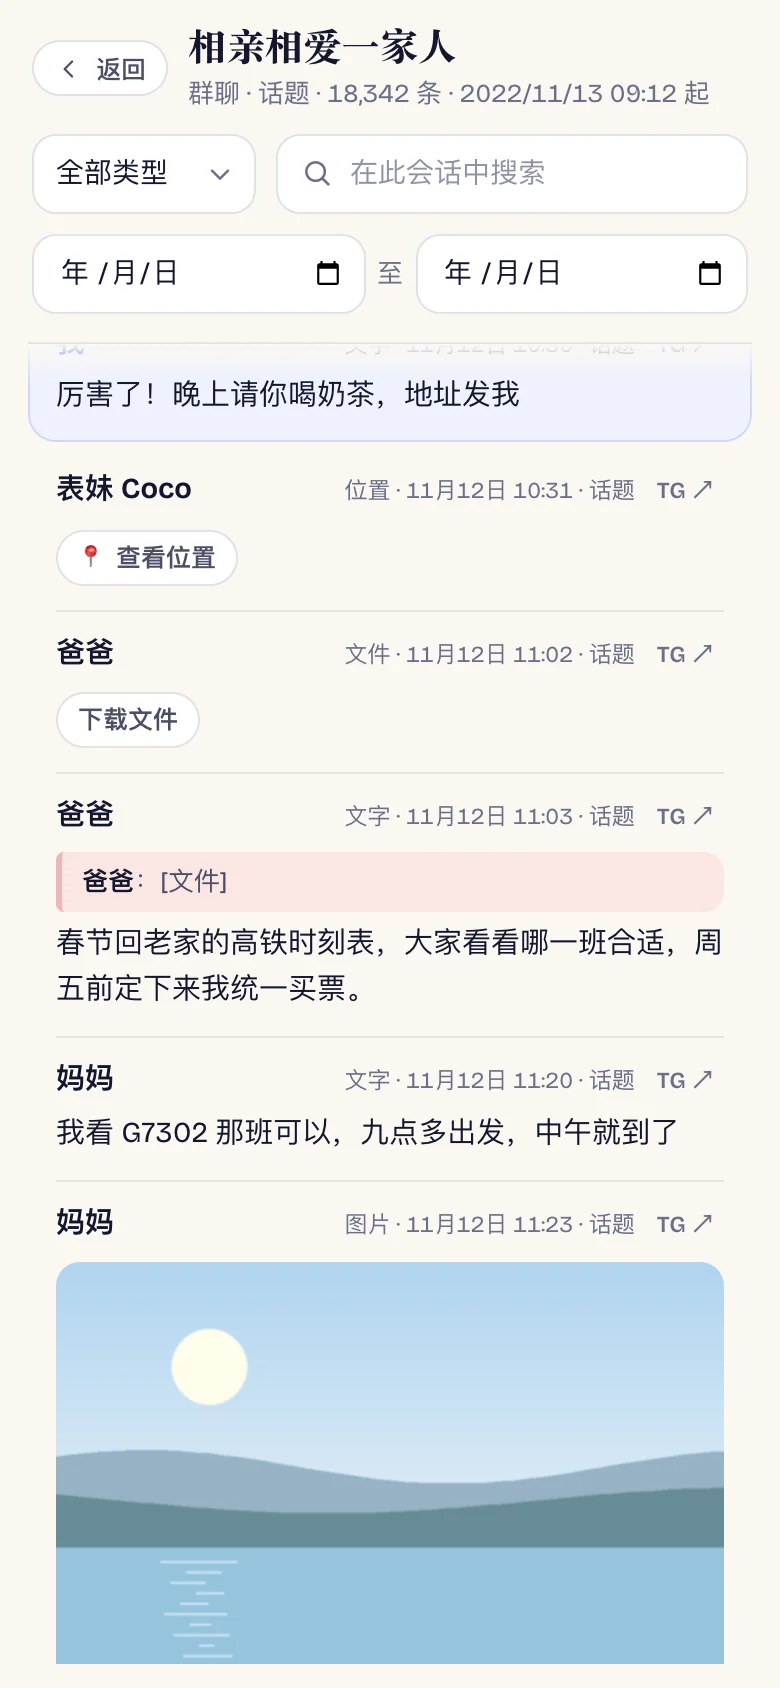 返回
相亲相爱一家人
群聊 · 话题 · 18,342 条 · 2022/11/13 09:12 起
全部类型
在此会话中搜索
年 /月/日
至
年 /月/日
厉害了！晚上请你喝奶茶，地址发我
表妹 Coco
位置 · 11月12日 10:31 · 话题 TG ↗
查看位置
爸爸
文件 · 11月12日 11:02 · 话题 TG ↗
下载文件
爸爸
文字 · 11月12日 11:03 · 话题 TG ↗
爸爸：[文件]
春节回老家的高铁时刻表，大家看看哪一班合适，周
五前定下来我统一买票。
妈妈
文字 · 11月12日 11:20 · 话题 TG ↗
我看 G7302 那班可以，九点多出发，中午就到了
妈妈
图片 · 11月12日 11:23 · 话题 TG ↗